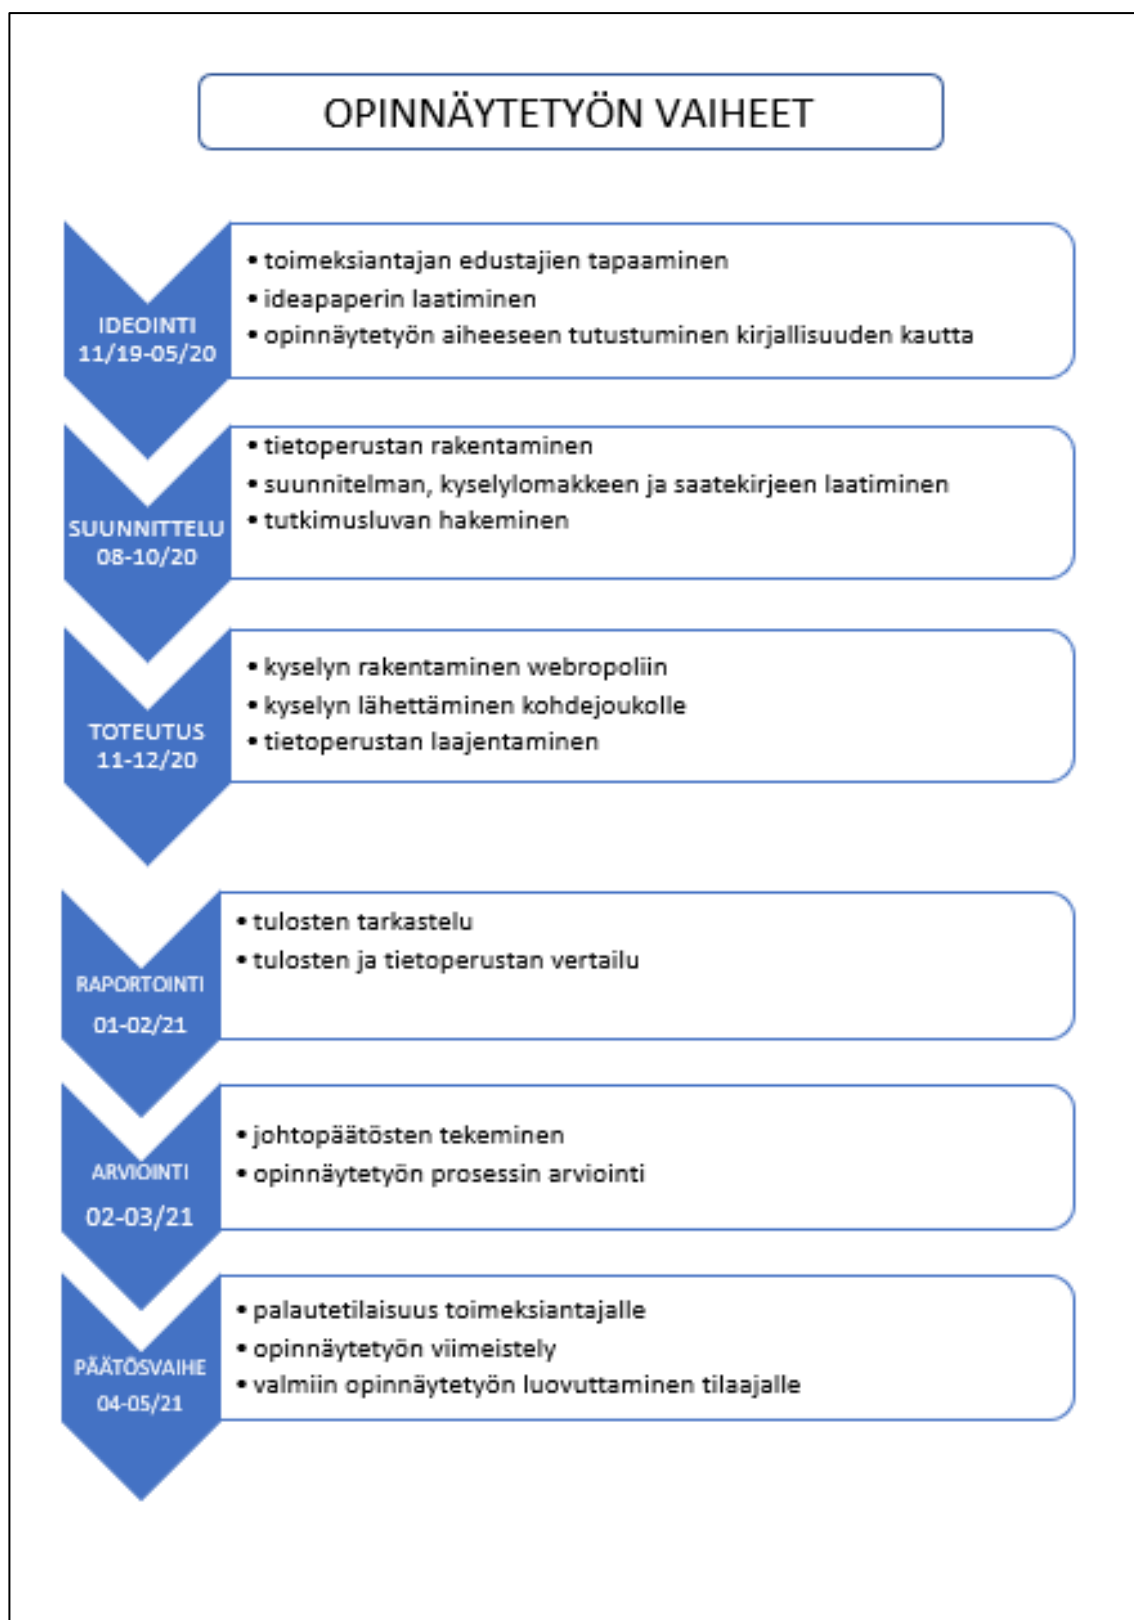 OPINNÄYTETYÖN VAIHEET
IDEOINTI
11/19-05/20
• toimeksiantajan edustajien tapaaminen
• ideapaperin laatiminen
• opinnäytetyön aiheeseen tutustuminen kirjallisuuden kautta
SUUNNITTELU
08-10/20
• tietoperustan rakentaminen
• suunnitelman, kyselylomakkeen ja saatekirjeen laatiminen
• tutkimusluvan hakeminen
TOTEUTUS
11-12/20
• kyselyn rakentaminen webropoliin
• kyselyn lähettäminen kohdejoukolle
• tietoperustan laajentaminen
RAPORTOINTI
01-02/21
• tulosten tarkastelu
• tulosten ja tietoperustan vertailu
ARVIOINTI
02-03/21
• johtopäätösten tekeminen
• opinnäytetyön prosessin arviointi
PÄÄTÖSVAIHE
04-05/21
• palautetilaisuus toimeksiantajalle
• opinnäytetyön viimeistely
• valmiin opinnäytetyön luovuttaminen tilaajalle